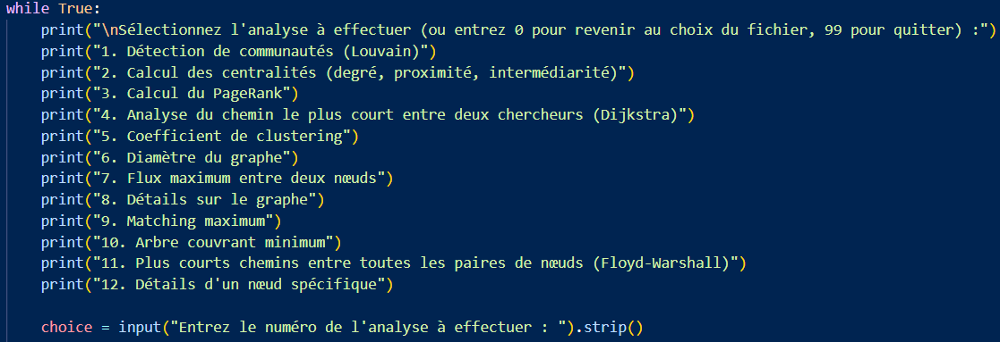 while True:
print("\nSélectionnez l'analyse à effectuer (ou entrez 0 pour revenir au choix du fichier, 99 pour quitter) :")
print("1. Détection de communautés (Louvain)")
print("2. Calcul des centralités (degré, proximité, intermédiarité)")
print("3. Calcul du PageRank")
print("4. Analyse du chemin le plus court entre deux chercheurs (Dijkstra)")
print("5. Coefficient de clustering")
print("6. Diamètre du graphe")
print("7. Flux maximum entre deux nœuds")
print("8. Détails sur le graphe")
print("9. Matching maximum")
print("10. Arbre couvrant minimum")
print("11. Plus courts chemins entre toutes les paires de nœuds (Floyd-Warshall)")
print("12. Détails d'un nœud spécifique")
choice = input("Entrez le numéro de l'analyse à effectuer : ").strip()